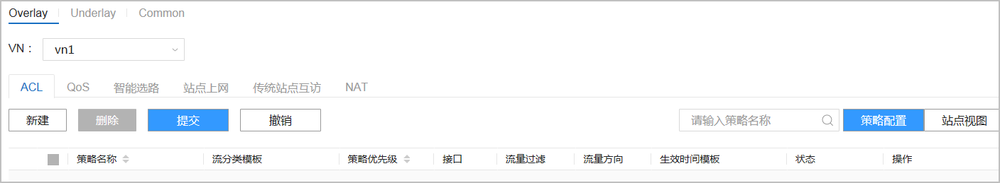 Overlay Underlay Common
VN： vn1
ACL QoS 智能选路 站点上网 传统站点互访 NAT
新建 删除 提交 撤销 请输入策略名称 策略配置 站点视图
策略名称 流分类模板 策略优先级 接口 流量过滤 流量方向 生效时间模板 状态 操作